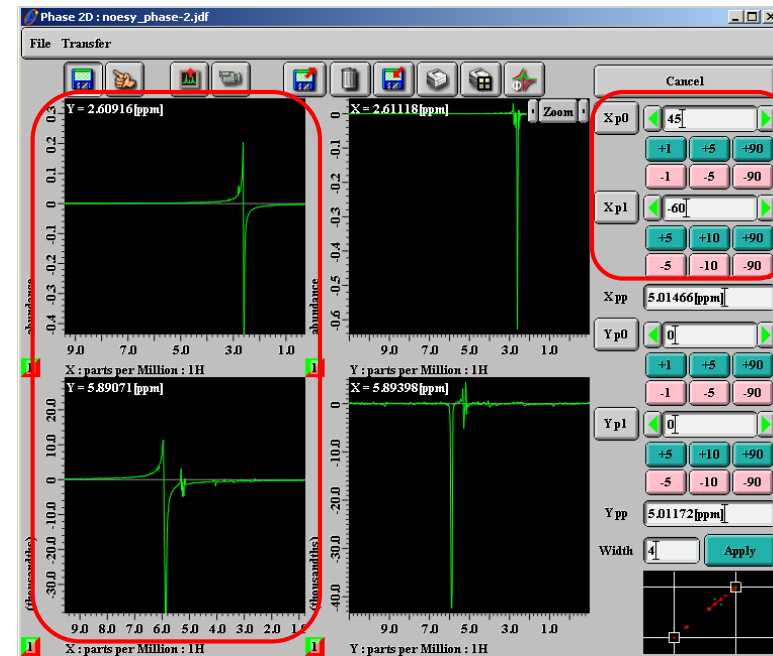 Phase 2D : noesy_phase-2.jdf
File Transfer
Cancel
Y = 2.60916[ppm]
0.3
0.2
0.1
0
-0.1
-0.2
-0.3
-0.4
abundance
9.0 7.0 5.0 3.0 1.0
X : parts per Million : 1H
X = 2.61118[ppm]
Zoom
0
-0.1
-0.2
-0.3
-0.4
-0.5
-0.6
abundance
9.0 7.0 5.0 3.0 1.0
Y : parts per Million : 1H
1
1
Y = 5.89071[ppm]
20.0
10.0
0
-10.0
-20.0
-30.0
(thousandths)
9.0 8.0 7.0 6.0 5.0 4.0 3.0 2.0 1.0
X : parts per Million : 1H
X = 5.89398[ppm]
0
-10.0
-20.0
-30.0
-40.0
(thousandths)
9.0 7.0 5.0 3.0 1.0
Y : parts per Million : 1H
1
1
Xp0 45
+1 +5 +90
-1 -5 -90
Xp1 -60
+5 +10 +90
-5 -10 -90
Xpp 5.01466[ppm]
Yp0 0
+1 +5 +90
-1 -5 -90
Yp1 0
+5 +10 +90
-5 -10 -90
Ypp 5.01172[ppm]
Width 4 Apply